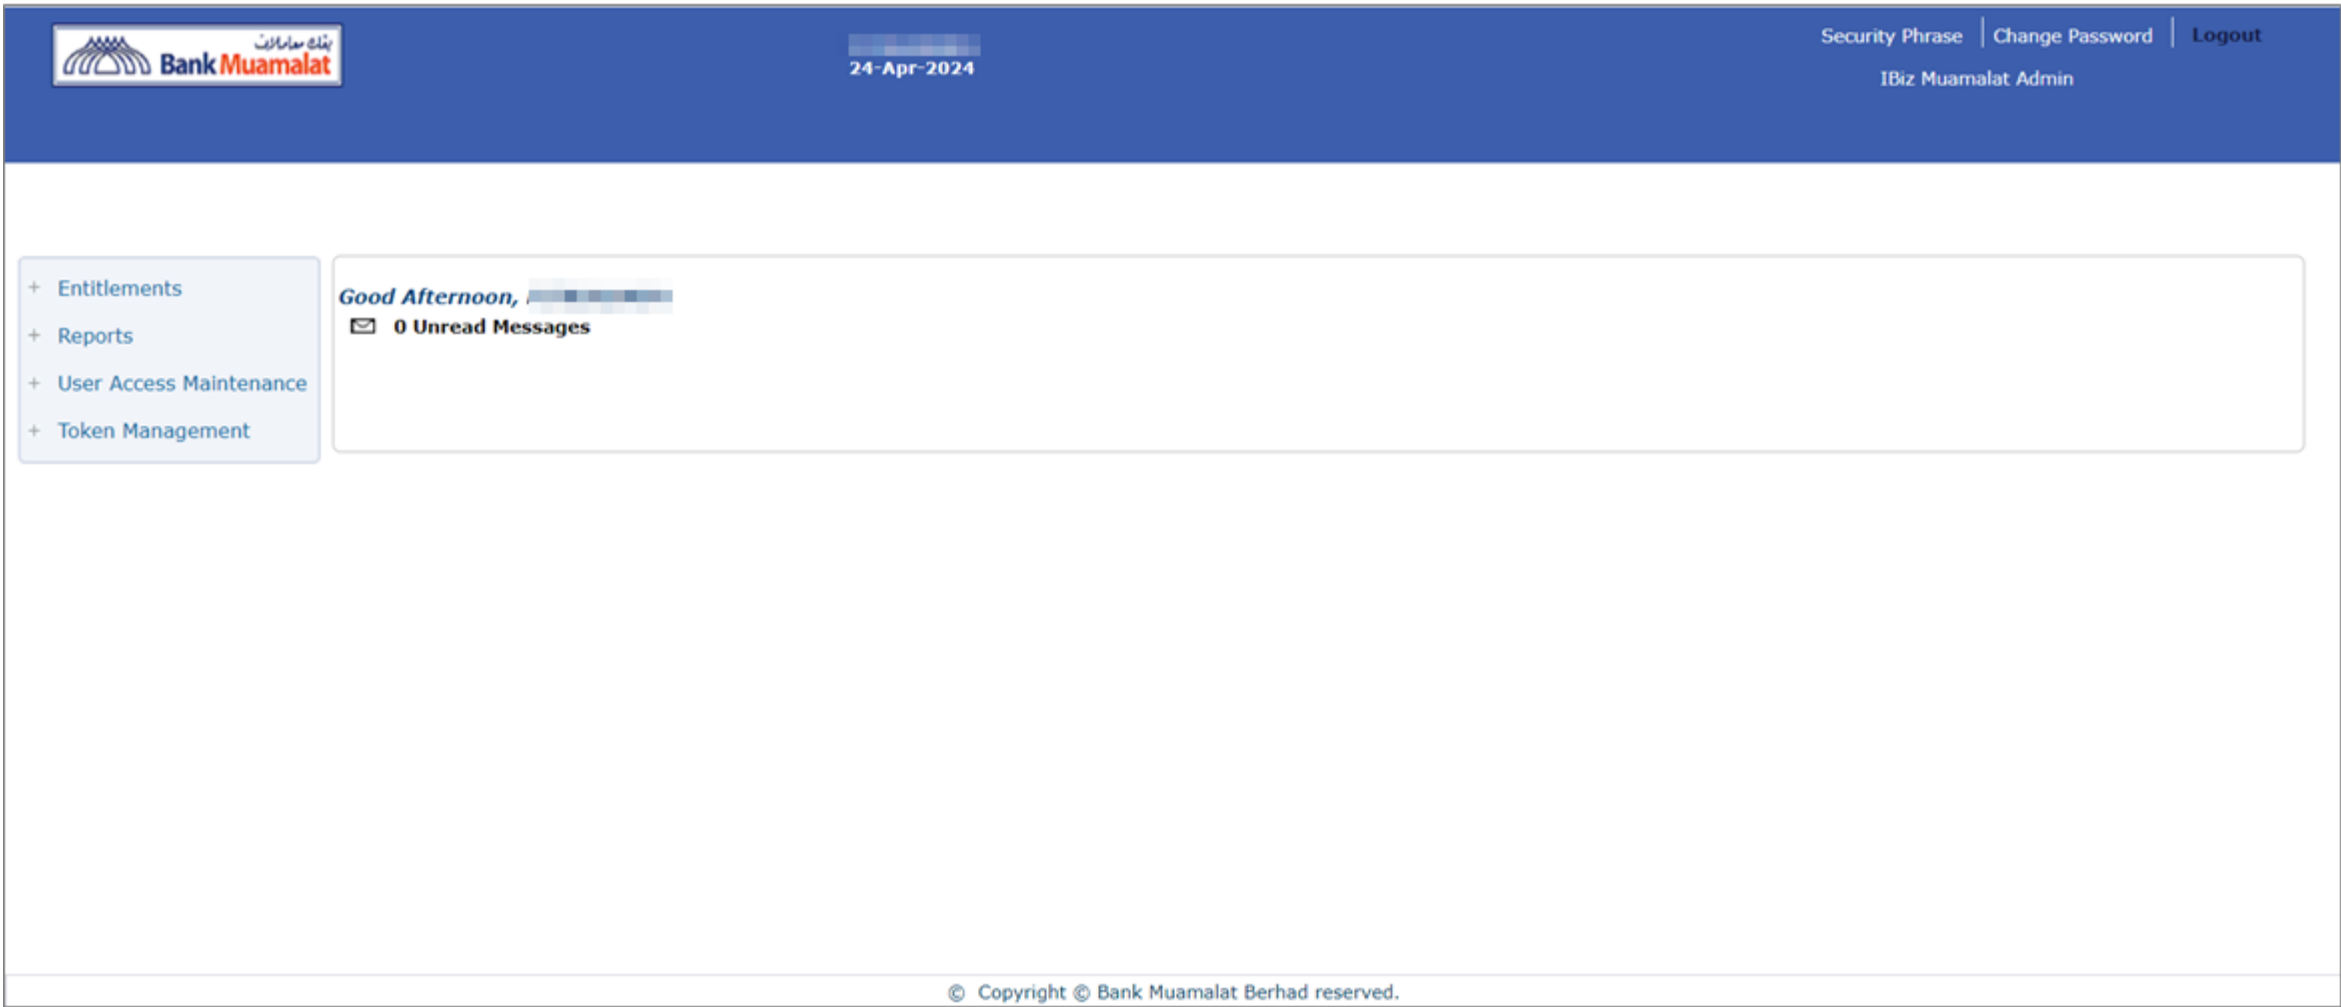 بنك معاملات
Bank Muamalat
24-Apr-2024
Security Phrase
Change Password
Logout
IBiz Muamalat Admin
+ Entitlements
+ Reports
+ User Access Maintenance
+ Token Management
Good Afternoon,
0 Unread Messages
© Copyright © Bank Muamalat Berhad reserved.